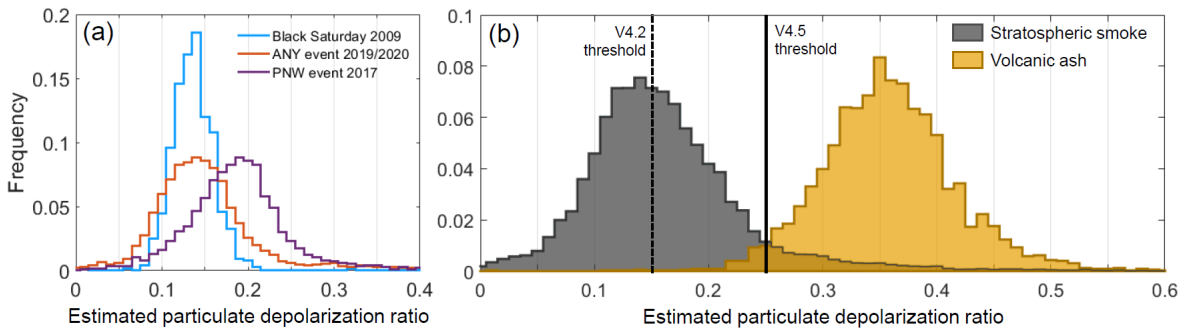 (a)
Black Saturday 2009
ANY event 2019/2020
PNW event 2017
Frequency
0.2
0.15
0.1
0.05
0
0 0.1 0.2 0.3 0.4
Estimated particulate depolarization ratio
(b)
V4.2
threshold
V4.5
threshold
Stratospheric smoke
Volcanic ash
0.1
0.08
0.06
0.04
0.02
0
0 0.1 0.2 0.3 0.4 0.5 0.6
Estimated particulate depolarization ratio